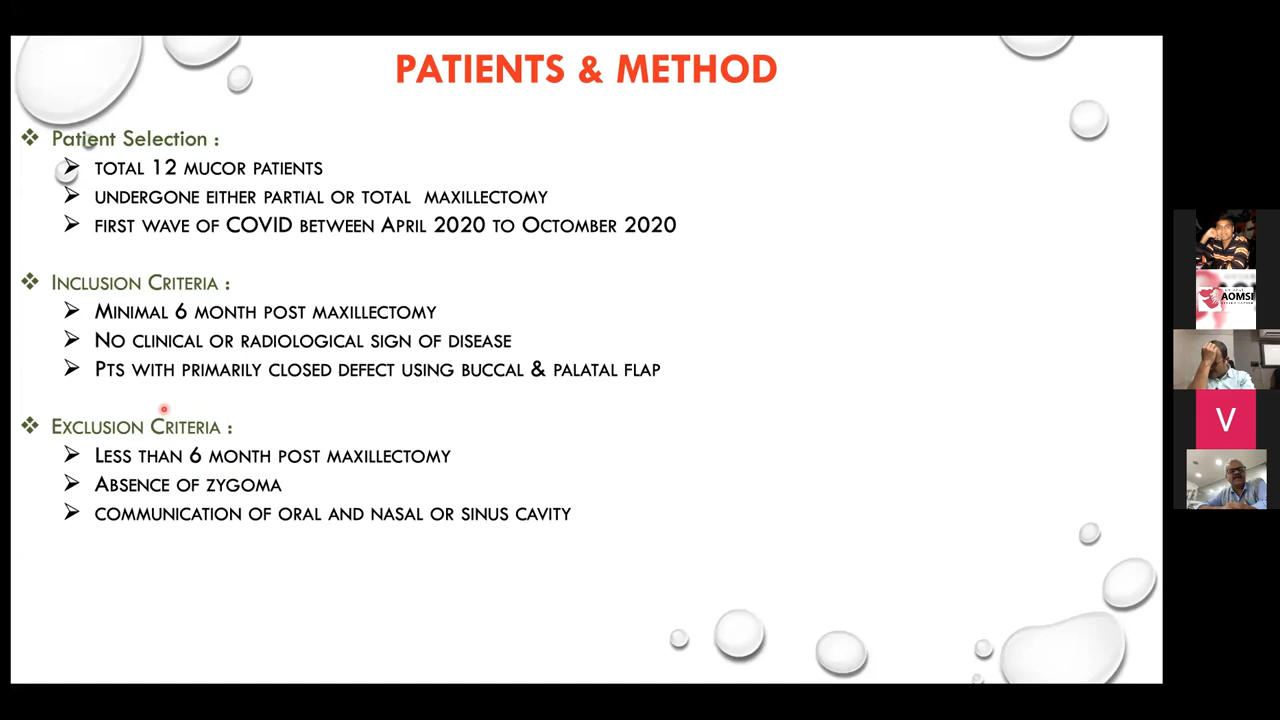 PATIENTS & METHOD
Patient Selection :
TOTAL 12 MUCOR PATIENTS
UNDERGONE EITHER PARTIAL OR TOTAL MAXILLECTOMY
FIRST WAVE OF COVID BETWEEN APRIL 2020 TO OCTOMBER 2020
INCLUSION CRITERIA :
MINIMAL 6 MONTH POST MAXILLECTOMY
NO CLINICAL OR RADIOLOGICAL SIGN OF DISEASE
PTS WITH PRIMARILY CLOSED DEFECT USING BUCCAL & PALATAL FLAP
EXCLUSION CRITERIA :
LESS THAN 6 MONTH POST MAXILLECTOMY
ABSENCE OF ZYGOMA
COMMUNICATION OF ORAL AND NASAL OR SINUS CAVITY
AOMSI
V